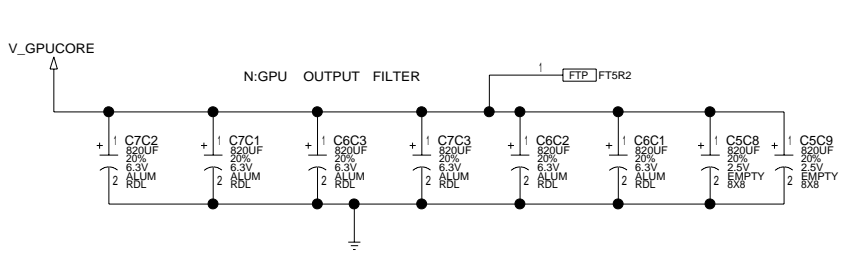 V_GPUCORE
N:GPU OUTPUT FILTER
1
FTP
FT5R2
+ 1 C7C2
820UF
20%
6.3V
ALUM
2 RDL
+ 1 C7C1
820UF
20%
6.3V
ALUM
2 RDL
+ 1 C6C3
820UF
20%
6.3V
ALUM
2 RDL
+ 1 C7C3
820UF
20%
6.3V
ALUM
2 RDL
+ 1 C6C2
820UF
20%
6.3V
ALUM
2 RDL
+ 1 C6C1
820UF
20%
6.3V
ALUM
2 RDL
+ 1 C5C8
820UF
20%
2.5V
EMPTY
2 8X8
+ 1 C5C9
820UF
20%
2.5V
EMPTY
2 8X8